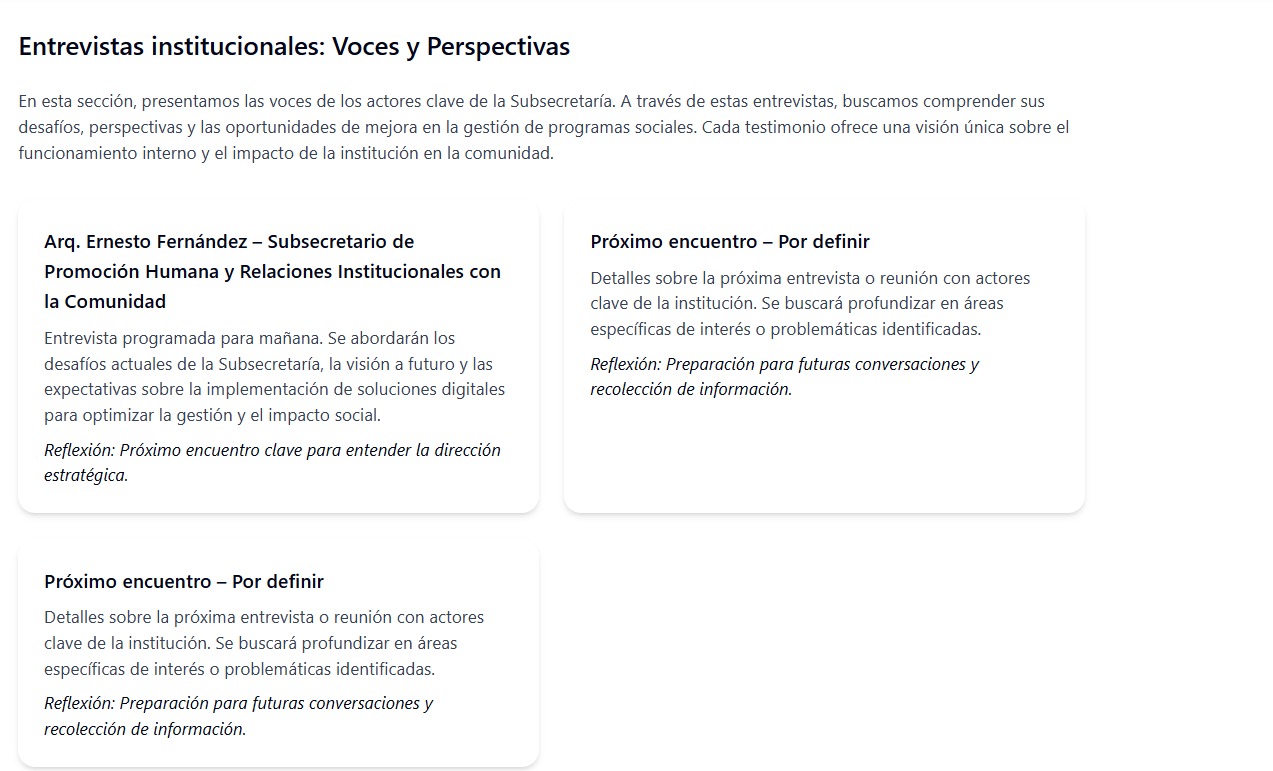 Entrevistas institucionales: Voces y Perspectivas
En esta sección, presentamos las voces de los actores clave de la Subsecretaría. A través de estas entrevistas, buscamos comprender sus
desafíos, perspectivas y las oportunidades de mejora en la gestión de programas sociales. Cada testimonio ofrece una visión única sobre el
funcionamiento interno y el impacto de la institución en la comunidad.
Arq. Ernesto Fernández – Subsecretario de
Promoción Humana y Relaciones Institucionales con
la Comunidad
Entrevista programada para mañana. Se abordarán los
desafíos actuales de la Subsecretaría, la visión a futuro y las
expectativas sobre la implementación de soluciones digitales
para optimizar la gestión y el impacto social.
Reflexión: Próximo encuentro clave para entender la dirección
estratégica.
Próximo encuentro – Por definir
Detalles sobre la próxima entrevista o reunión con actores
clave de la institución. Se buscará profundizar en áreas
específicas de interés o problemáticas identificadas.
Reflexión: Preparación para futuras conversaciones y
recolección de información.
Próximo encuentro – Por definir
Detalles sobre la próxima entrevista o reunión con actores
clave de la institución. Se buscará profundizar en áreas
específicas de interés o problemáticas identificadas.
Reflexión: Preparación para futuras conversaciones y
recolección de información.